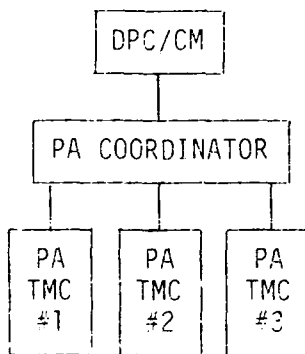 DPC/CM
PA COORDINATOR
PA PA PA
TMC TMC TMC
#1 #2 #3